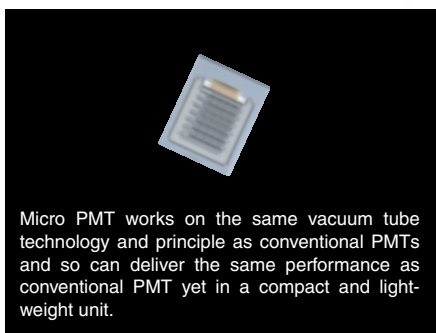 Micro PMT works on the same vacuum tube
technology and principle as conventional PMTs
and so can deliver the same performance as
conventional PMT yet in a compact and light-
weight unit.